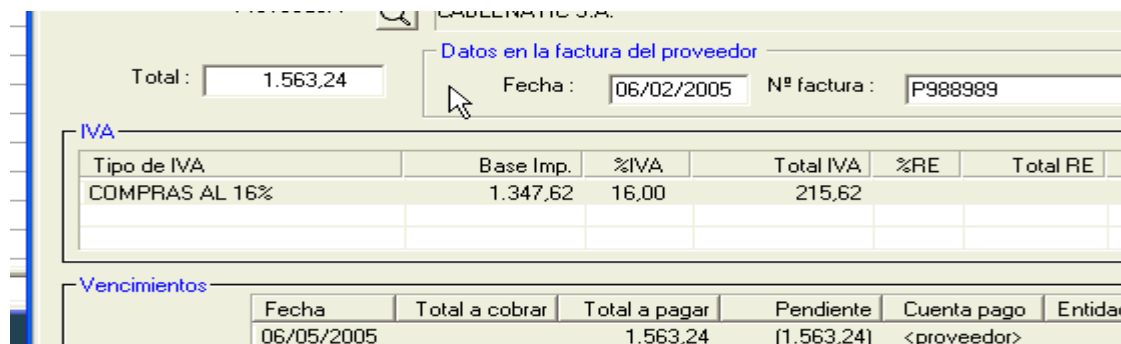 Datos en la factura del proveedor
Total : 1.563,24 Fecha : 06/02/2005 Nº factura : P988989
IVA
Tipo de IVA Base Imp. %IVA Total IVA %RE Total RE
COMPRAS AL 16% 1.347,62 16,00 215,62
Vencimientos
Fecha Total a cobrar Total a pagar Pendiente Cuenta pago
06/05/2005 1.563,24 (1.563,24) <proveedor>